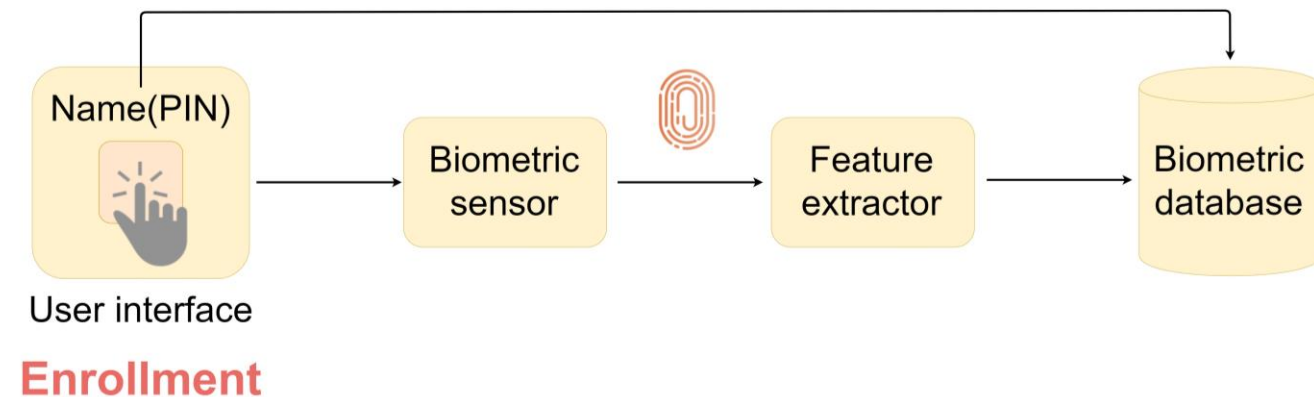 Name(PIN)
Biometric
sensor
Feature
extractor
Biometric
database
User interface
Enrollment